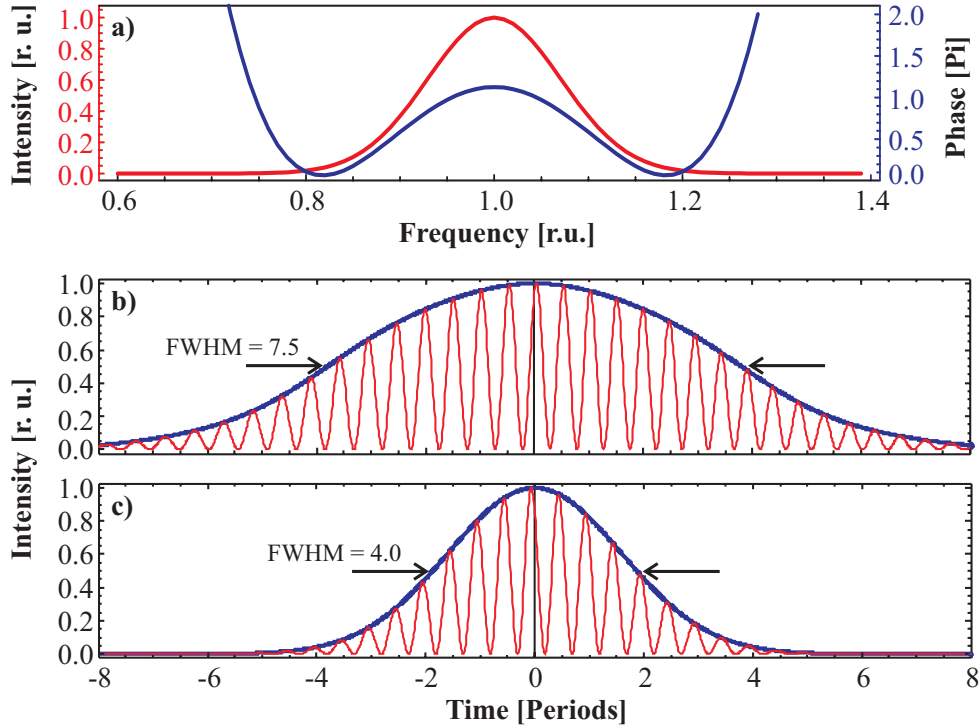 a)
Intensity [r. u.]
1.0
0.8
0.6
0.4
0.2
0.0
2.0
1.5
1.0
0.5
0.0
Phase [Pi]
0.6 0.8 1.0 1.2 1.4
Frequency [r.u.]
b)
1.0
0.8
0.6
0.4
0.2
0.0
FWHM = 7.5
Intensity [r. u.]
c)
1.0
0.8
0.6
0.4
0.2
0.0
FWHM = 4.0
-8 -6 -4 -2 0 2 4 6 8
Time [Periods]